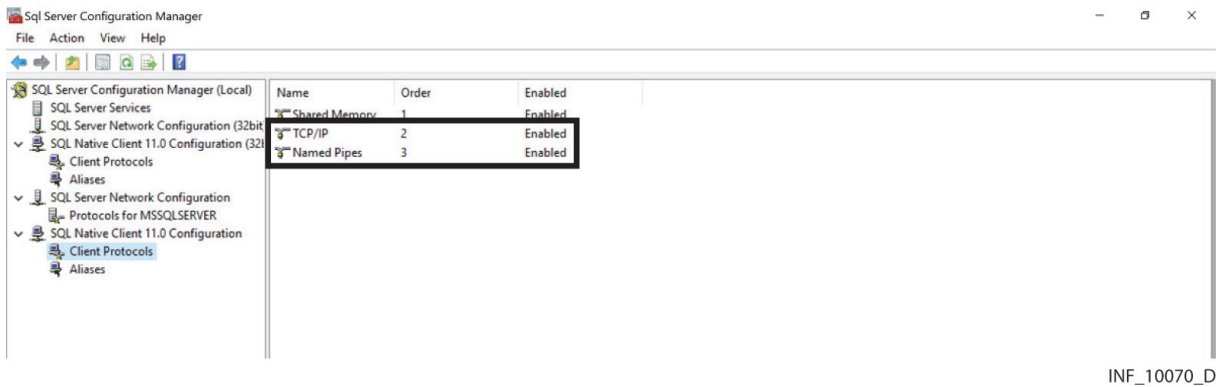 Sql Server Configuration Manager
File Action View Help
SQL Server Configuration Manager (Local)
SQL Server Services
SQL Server Network Configuration (32bit
SQL Native Client 11.0 Configuration (32b
Client Protocols
Aliases
SQL Server Network Configuration
Protocols for MSSQLSERVER
SQL Native Client 11.0 Configuration
Client Protocols
Aliases
Name Order Enabled
Shared Memory 1 Enabled
TCP/IP 2 Enabled
Named Pipes 3 Enabled
INF_10070_D